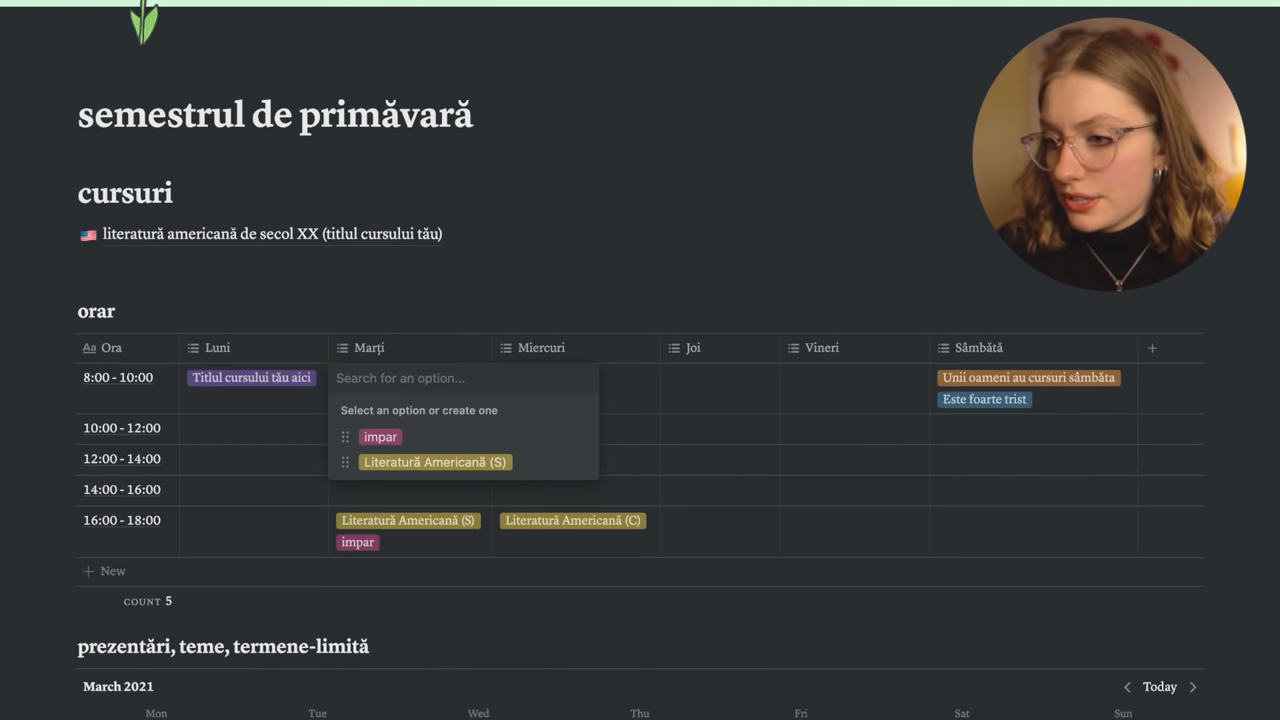 semestrul de primăvară
cursuri
literatură americană de secol XX (titlul cursului tău)
orar
Aa Ora Luni Marți Miercuri Joi Vineri Sâmbătă
8:00 - 10:00 Titlul cursului tău aici Search for an option... Unii oameni au cursuri sâmbăta
Este foarte trist
Select an option or create one
10:00 - 12:00 impar
12:00 - 14:00 Literatură Americană (S)
14:00 - 16:00
16:00 - 18:00 Literatură Americană (S) Literatură Americană (C)
impar
+ New
COUNT 5
prezentări, teme, termene-limită
March 2021 Today
Mon Tue Wed Thu Fri Sat Sun